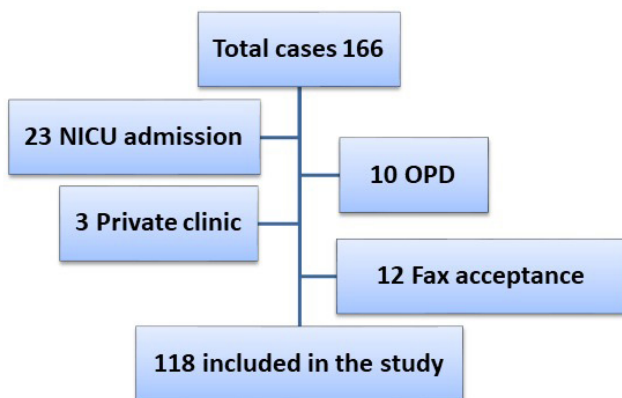 Total cases 166
23 NICU admission
10 OPD
3 Private clinic
12 Fax acceptance
118 included in the study